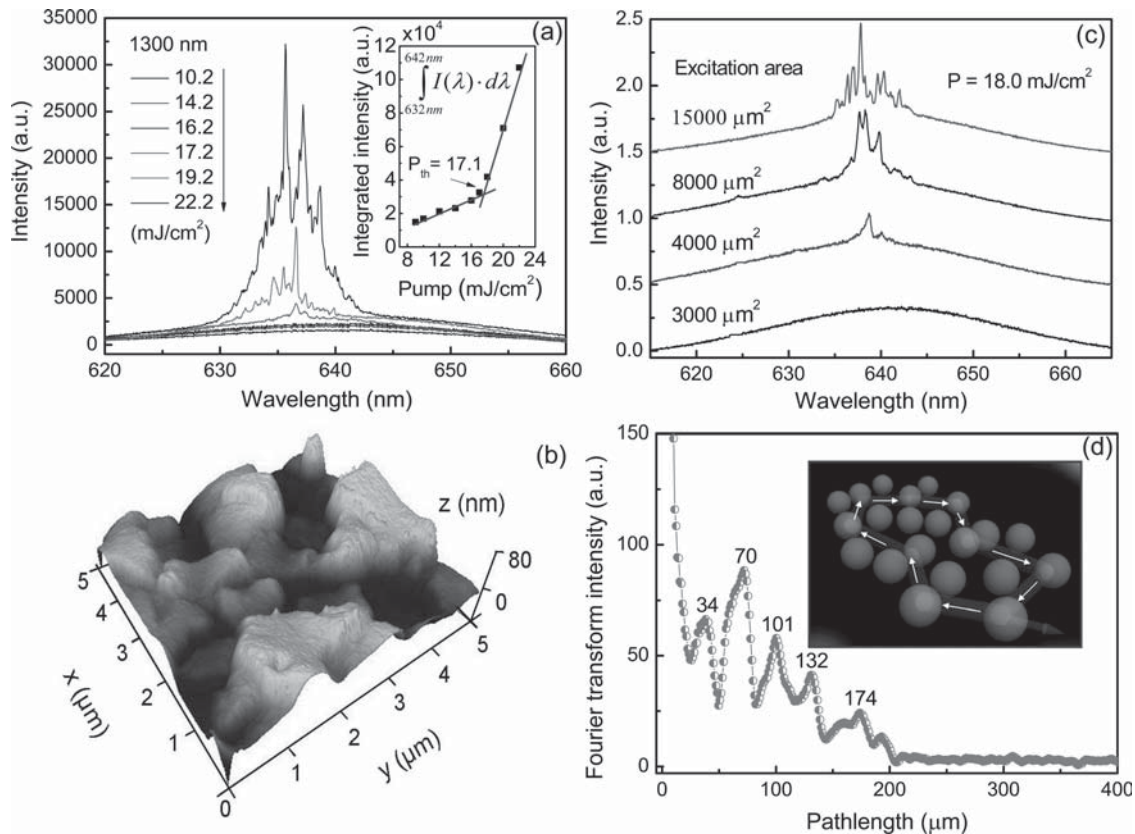 (a)
35000
30000
25000
20000
15000
10000
5000
0
Intensity (a.u.)
1300 nm
10.2
14.2
16.2
17.2
19.2
22.2
(mJ/cm²)
620 630 640 650 660
Wavelength (nm)
×10⁴
12
10
8
6
4
2
0
Integrated intensity (a.u.)
642nm
∫ I(λ)·dλ
632nm
P_th = 17.1
8 12 16 20 24
Pump (mJ/cm²)
(c)
2.5
2.0
1.5
1.0
0.5
0.0
Intensity (a.u.)
Excitation area
P = 18.0 mJ/cm²
15000 μm²
8000 μm²
4000 μm²
3000 μm²
620 630 640 650 660
Wavelength (nm)
(b)
z (nm)
80
0
5
4
3
2
1
x (μm)
0
1
2
3
4
5
y (μm)
(d)
150
100
50
0
Fourier transform intensity (a.u.)
34
70
101
132
174
0 100 200 300 400
Pathlength (μm)